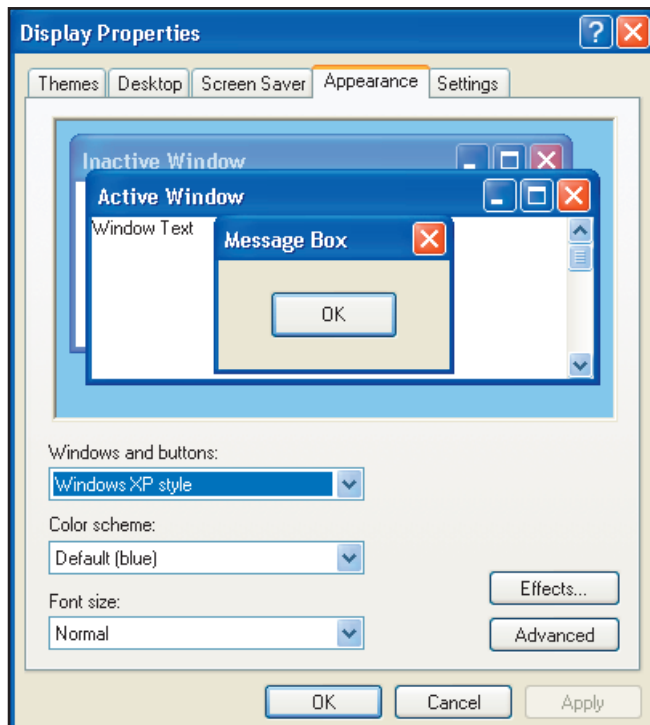 Display Properties
Themes Desktop Screen Saver Appearance Settings
Inactive Window
Active Window
Window Text
Message Box
OK
Windows and buttons:
Windows XP style
Color scheme:
Default (blue)
Effects...
Font size:
Normal
Advanced
OK Cancel Apply